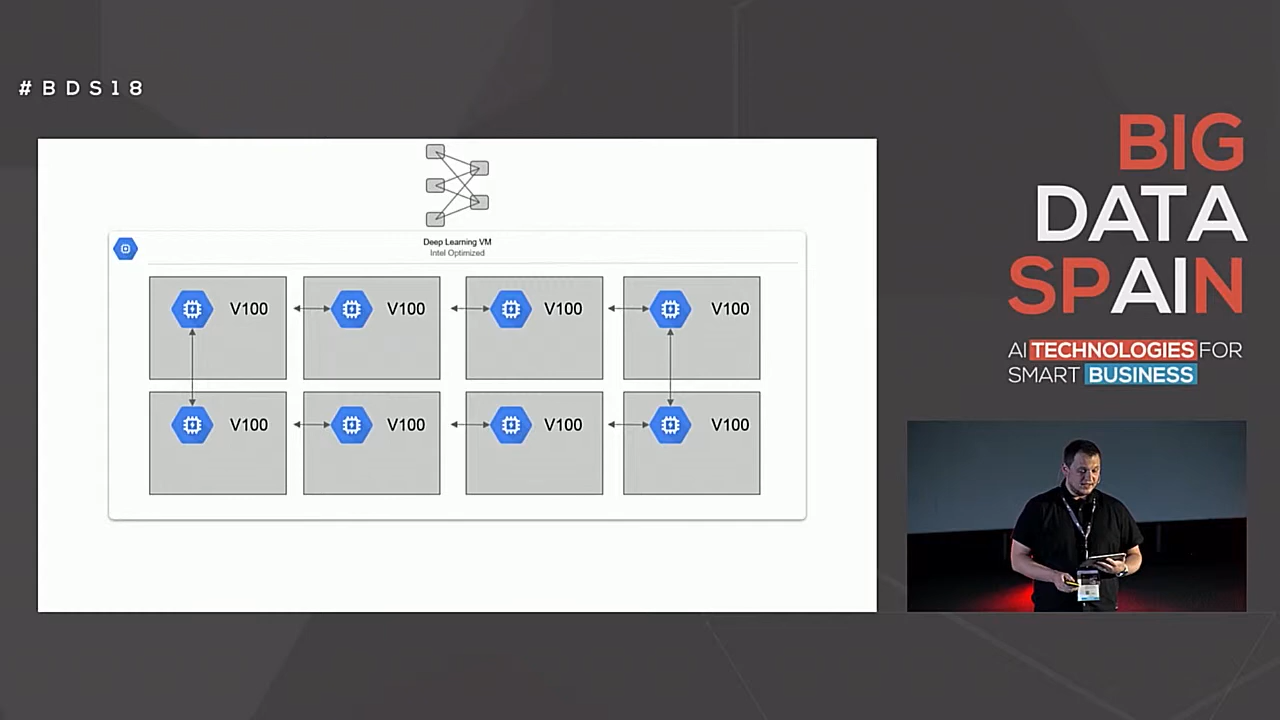 #BDS18
BIG
DATA
SPAIN
AI TECHNOLOGIES FOR
SMART BUSINESS
Deep Learning VM
Intel Optimized
V100 V100 V100 V100
V100 V100 V100 V100